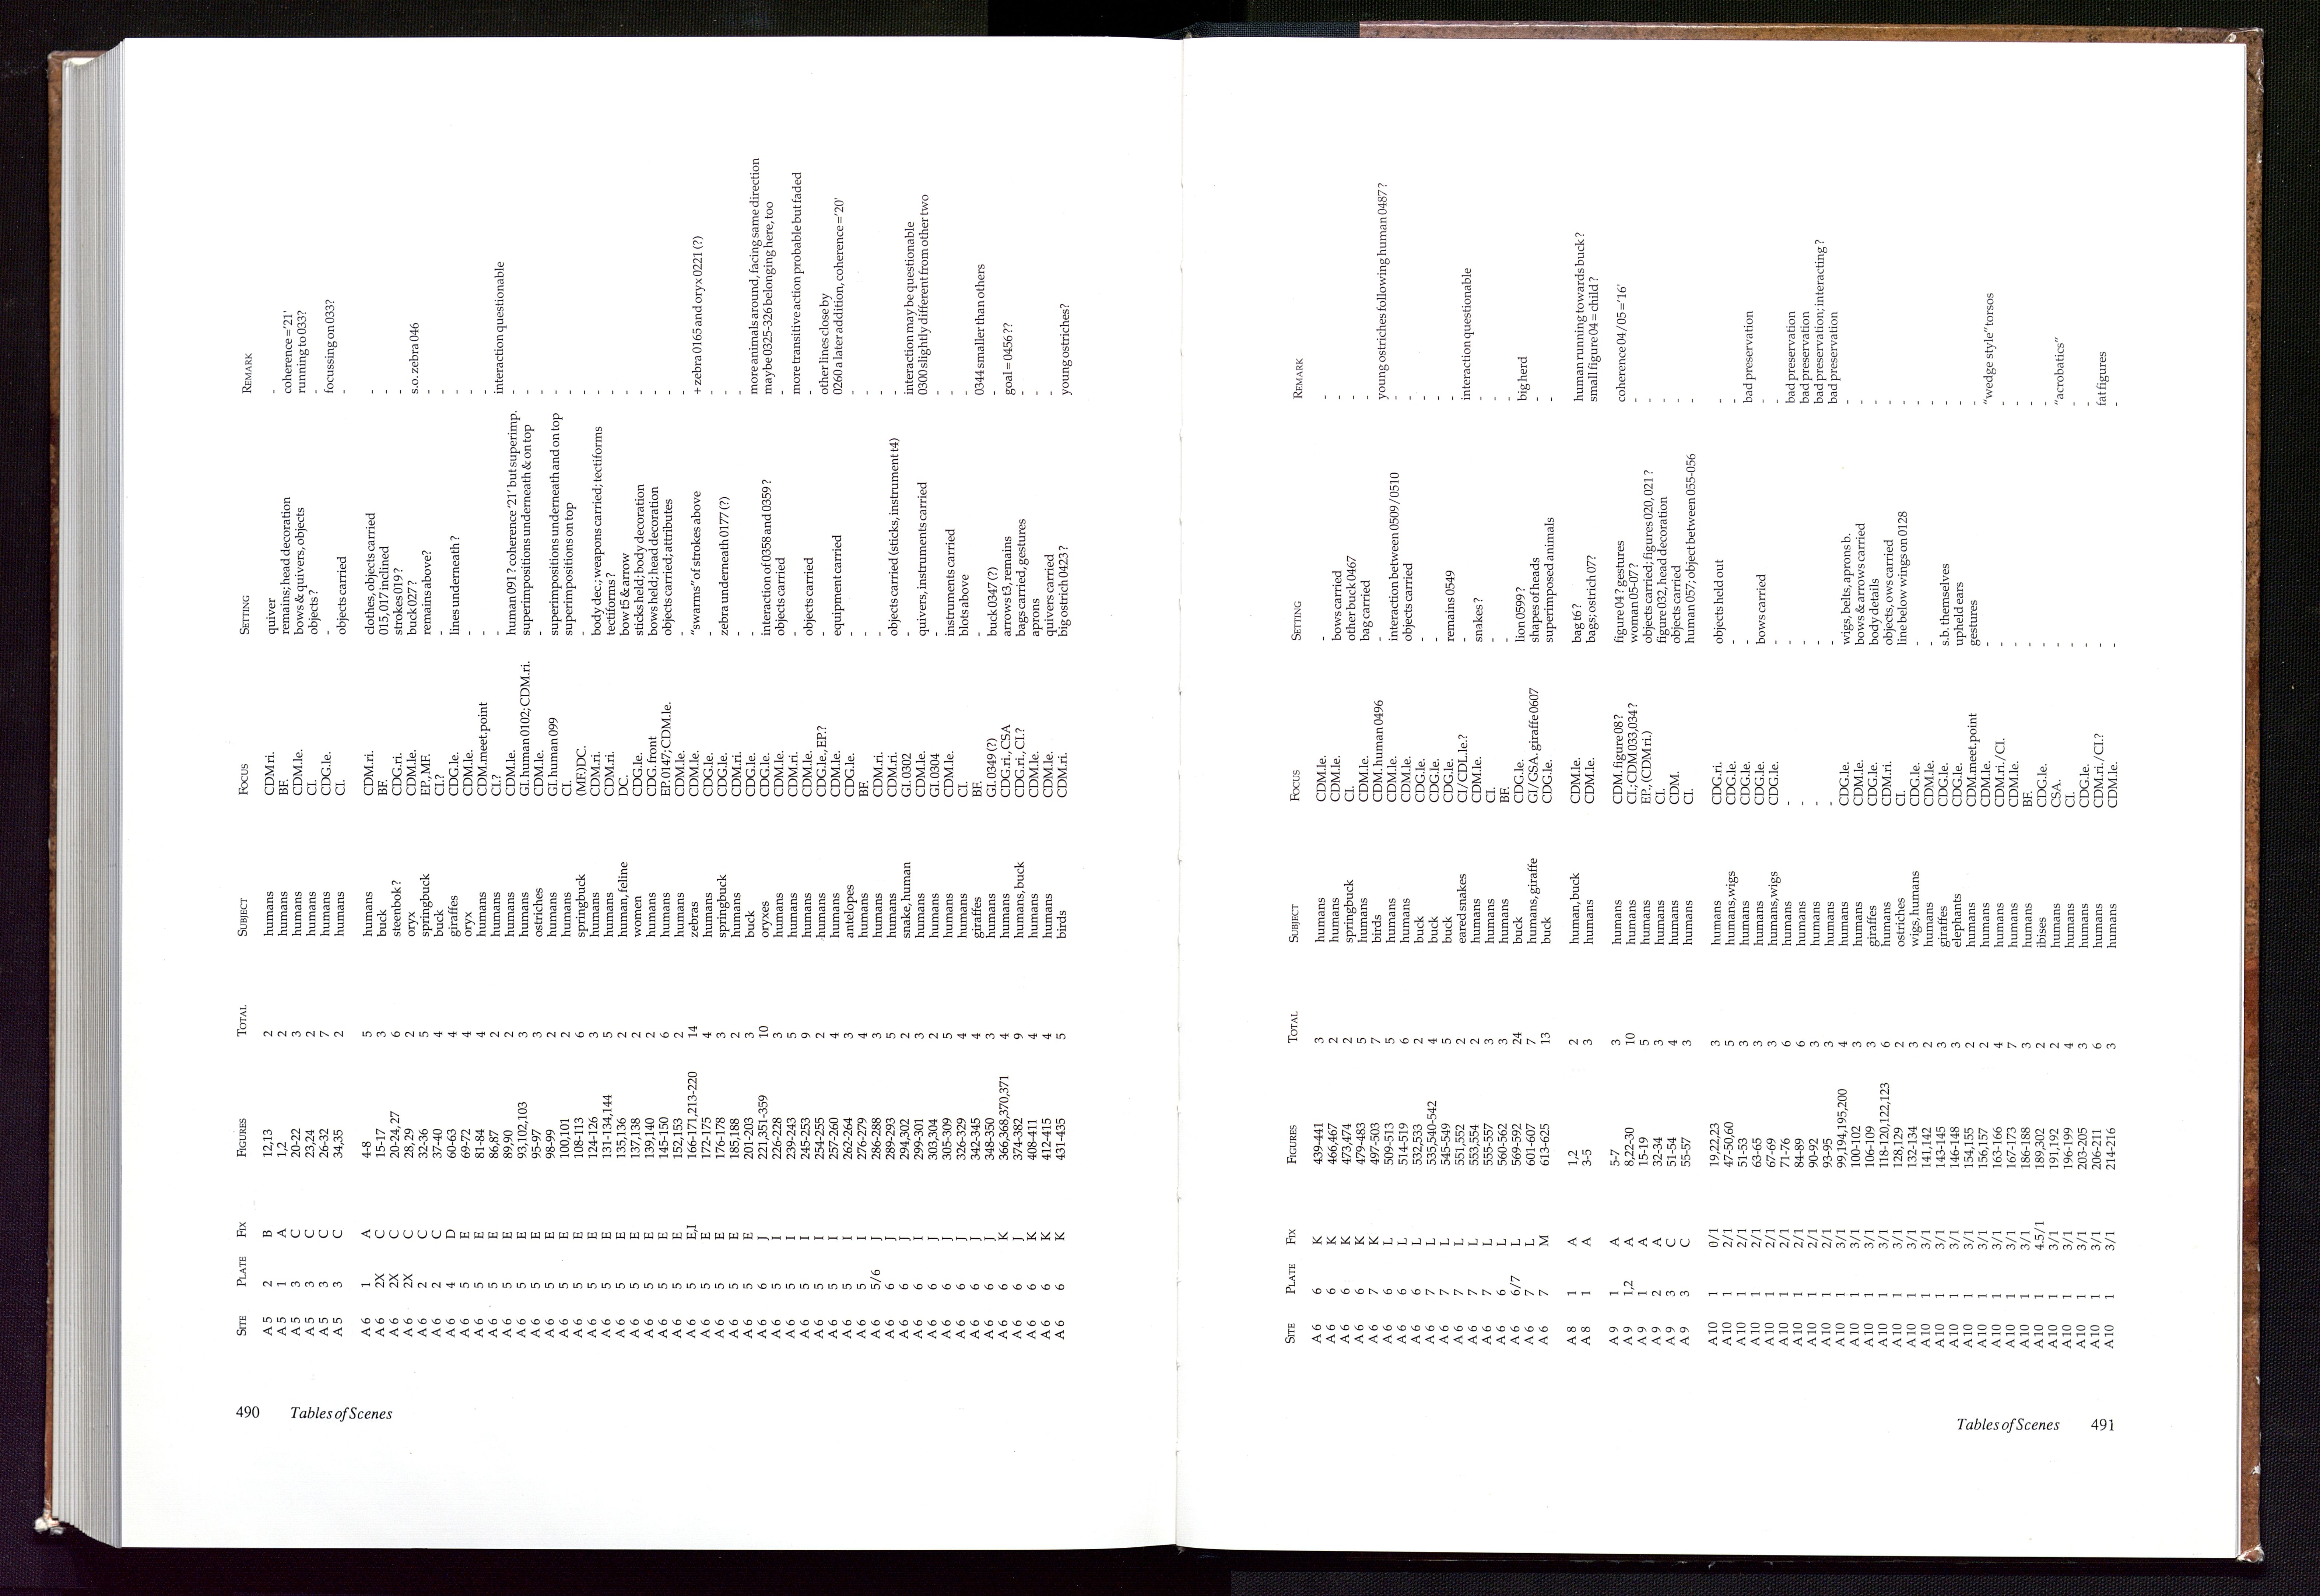 490 Tables of Scenes
SITE PLATE FIX FIGURES TOTAL SUBJECT FOCUS SETTING REMARK
A 5 2 B 12,13 2 humans CDM.ri. quiver -
A 5 1 A 1,2 2 humans BF. remains; head decoration coherence ='21'
A 5 3 C 20-22 3 humans CDM.le. bows & quivers, objects running to 033?
A 5 3 C 23,24 2 humans CI. objects ? -
A 5 3 C 26-32 7 humans CDG.le. - focussing on 033?
A 5 3 C 34,35 2 humans CI. objects carried -
A 6 1 A 4-8 5 humans CDM.ri. clothes, objects carried -
A 6 2X C 15-17 3 buck BF. 015, 017 inclined -
A 6 2X C 20-24, 27 6 steenbok ? CDG.ri. strokes 019 ? -
A 6 2X C 28, 29 2 oryx CDM.le. buck 027 ? s.o. zebra 046
A 6 2 C 32-36 5 springbuck EP., MF. remains above? -
A 6 2 C 37-40 4 buck CI.? - -
A 6 4 D 60-63 4 giraffes CDG.le. lines underneath ? -
A 6 5 E 69-72 4 oryx CDM.le. - -
A 6 5 E 81-84 4 humans CDM.meet.point - -
A 6 5 E 86,87 2 humans CI.? - interaction questionable
A 6 5 E 89,90 2 humans CDM.le. human 091 ? coherence '21' but superimp. -
A 6 5 E 93,102,103 3 humans GI. human 0102; CDM.ri. superimpositions underneath & on top -
A 6 5 E 95-97 3 ostriches CDM.le. - -
A 6 5 E 98-99 2 humans GI. human 099 superimpositions underneath and on top -
A 6 5 E 100,101 2 humans CI. superimpositions on top -
A 6 5 E 108-113 6 springbuck (MF.)DC. - -
A 6 5 E 124-126 3 humans CDM.ri. body dec.; weapons carried; tectiforms -
A 6 5 E 131-134,144 5 humans CDM.ri. tectiforms ? -
A 6 5 E 135,136 2 human, feline DC. bow t5 & arrow -
A 6 5 E 137,138 2 women CDG.le. sticks held; body decoration -
A 6 5 E 139,140 2 humans CDG. front bows held; head decoration -
A 6 5 E 145-150 6 humans EP. 0147; CDM.le. objects carried; attributes -
A 6 5 E 152,153 2 humans CDM.le. - -
A 6 5 E,I 166-171,213-220 14 zebras CDM.le. "swarms" of strokes above + zebra 0165 and oryx 0221 (?)
A 6 5 E 172-175 4 humans CDG.le. - -
A 6 5 E 176-178 3 springbuck CDG.le. zebra underneath 0177 (?) -
A 6 5 E 185,188 2 humans CDM.ri. - -
A 6 5 E 201-203 3 buck CDG.le. - more animals around, facing same direction
A 6 6 J 221,351-359 10 oryxes CDG.le. interaction of 0358 and 0359 ? maybe 0325-326 belonging here, too
A 6 5 I 226-228 3 humans CDM.le. objects carried -
A 6 5 I 239-243 5 humans CDM.ri. - more transitive action probable but faded
A 6 5 I 245-253 9 humans CDM.le. objects carried -
A 6 5 I 254-255 2 humans CDG.le., EP.? - other lines close by
A 6 5 I 257-260 4 humans CDM.le. equipment carried 0260 a later addition, coherence ='20'
A 6 5 I 262-264 3 antelopes CDG.le. - -
A 6 5 I 276-279 4 humans BF. - -
A 6 5/6 J 286-288 3 humans CDM.ri. - -
A 6 6 J 289-293 5 humans CDM.ri. objects carried (sticks, instrument t4) -
A 6 6 J 294,302 2 snake, human GI. 0302 - interaction may be questionable
A 6 6 I 299-301 3 humans CDM.le. quivers, instruments carried 0300 slightly different from other two
A 6 6 J 303,304 2 humans GI. 0304 - -
A 6 6 J 305-309 5 humans CDM.le. instruments carried -
A 6 6 J 326-329 4 humans CI. blots above -
A 6 6 J 342-345 4 giraffes BF. - 0344 smaller than others
A 6 6 J 348-350 3 humans GI. 0349 (?) buck 0347 (?) -
A 6 6 K 366,368,370,371 4 humans CDG.ri., CSA arrows t3, remains goal = 0456 ??
A 6 6 J 374-382 9 humans, buck CDG.ri., CI.? bags carried, gestures -
A 6 6 K 408-411 4 humans CDM.le. aprons -
A 6 6 K 412-415 4 humans CDM.le. quivers carried -
A 6 6 K 431-435 5 birds CDM.ri. big ostrich 0423 ? young ostriches?
Tables of Scenes 491
SITE PLATE FIX FIGURES TOTAL SUBJECT FOCUS SETTING REMARK
A 6 6 K 439-441 3 humans CDM.le. - -
A 6 6 K 466,467 2 humans CDM.le. bows carried -
A 6 6 K 473,474 2 springbuck CI. other buck 0467 -
A 6 6 K 479-483 5 humans CDM.le. bag carried -
A 6 7 K 497-503 7 birds CDM. human 0496 - young ostriches following human 0487 ?
A 6 6 L 509-513 5 humans CDM.le. interaction between 0509 / 0510 -
A 6 6 L 514-519 6 humans CDM.le. objects carried -
A 6 6 L 532,533 2 buck CDG.le. - -
A 6 7 L 535,540-542 4 buck CDG.le. - -
A 6 7 L 545-549 5 buck CDG.le. remains 0549 -
A 6 7 L 551,552 2 eared snakes CI / CDL.le.? - interaction questionable
A 6 7 L 553,554 2 humans CDM.le. snakes ? -
A 6 7 L 555-557 3 humans CI. - -
A 6 6 L 560-562 3 humans BF. - -
A 6 6/7 L 569-592 24 buck CDG.le. lion 0599 ? big herd
A 6 7 L 601-607 7 humans, giraffe GI/GSA. giraffe 0607 shapes of heads -
A 6 7 M 613-625 13 buck CDG.le. superimposed animals -
A 8 1 A 1,2 2 human, buck CDM.le. bag t6 ? human running towards buck ?
A 8 1 A 3-5 3 humans CDM.le. bags; ostrich 07? small figure 04 = child ?
A 9 1 A 5-7 3 humans CDM. figure 08 ? figure 04 ? gestures coherence 04/05 ='16'
A 9 1,2 A 8,22-30 10 humans CI.; CDM 033,034 ? woman 05-07 ? -
A 9 1 A 15-19 5 humans EP., (CDM ri.) objects carried; figures 020, 021 ? -
A 9 2 A 32-34 3 humans CI. figure 032, head decoration -
A 9 3 C 51-54 4 humans CDM. objects carried -
A 9 3 C 55-57 3 humans CI. human 057; object between 055-056 -
A 10 1 0/1 19,22,23 3 humans CDG.ri. objects held out -
A 10 1 2/1 47-50,60 5 humans, wigs CDG.le. - -
A 10 1 2/1 51-53 3 humans CDG.le. - bad preservation
A 10 1 2/1 63-65 3 humans CDG.le. bows carried -
A 10 1 2/1 67-69 3 humans, wigs CDG.le. - -
A 10 1 2/1 71-76 6 humans - - bad preservation
A 10 1 2/1 84-89 6 humans - - bad preservation
A 10 1 2/1 90-92 3 humans - - bad preservation; interacting ?
A 10 1 2/1 93-95 3 humans - - bad preservation
A 10 1 3/1 99,194,195,200 4 humans CDG.le. wigs, belts, aprons b. -
A 10 1 3/1 100-102 3 humans CDM.le. bows & arrows carried -
A 10 1 3/1 106-109 3 giraffes CDG.le. body details -
A 10 1 3/1 118-120,122,123 6 humans CDM.ri. objects, ows carried -
A 10 1 3/1 128,129 2 ostriches CI. line below wings on 0128 -
A 10 1 3/1 132-134 3 wigs, humans CDG.le. - -
A 10 1 3/1 141,142 2 humans CDM.le. - -
A 10 1 3/1 143-145 3 giraffes CDG.le. s.b. themselves -
A 10 1 3/1 146-148 3 elephants CDG.le. upheld ears -
A 10 1 3/1 154,155 2 humans CDM.meet.point gestures -
A 10 1 3/1 156,157 2 humans CDM.le. - "wedge style" torsos
A 10 1 3/1 163-166 4 humans CDM.ri. / CI. - -
A 10 1 3/1 167-173 7 humans CDM.le. - -
A 10 1 3/1 186-188 3 humans BF. - -
A 10 1 4.5/1 189,302 2 ibises CDG.le. - -
A 10 1 3/1 191,192 2 humans CSA. - "acrobatics"
A 10 1 3/1 196-199 4 humans CI. - -
A 10 1 3/1 203-205 3 humans CDG.le. - -
A 10 1 3/1 206-211 6 humans CDM.ri./CI.? - fat figures
A 10 1 3/1 214-216 3 humans CDM.le. - -